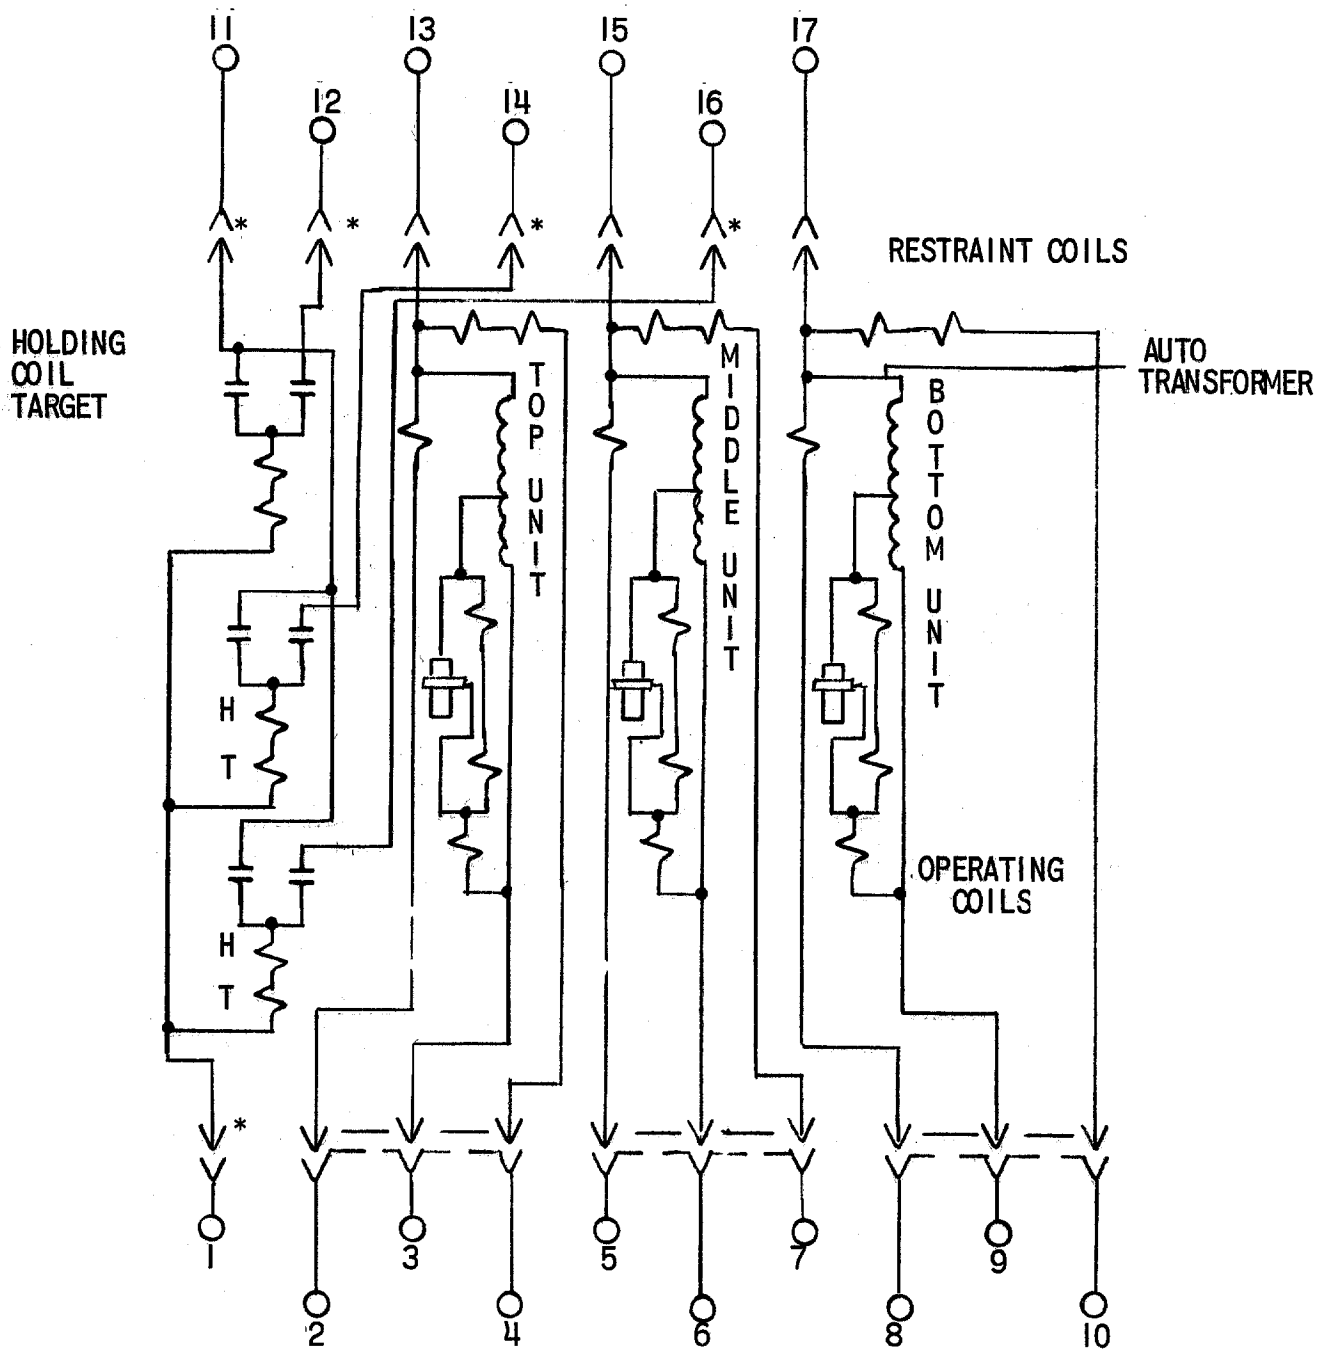 11
13
15
17
12
14
16
*
*
*
*
RESTRAINT COILS
HOLDING
COIL
TARGET
AUTO
TRANSFORMER
TOP UNIT
MIDDLE UNIT
BOTTOM UNIT
H
T
OPERATING
COILS
H
T
*
1
3
5
7
9
2
4
6
8
10